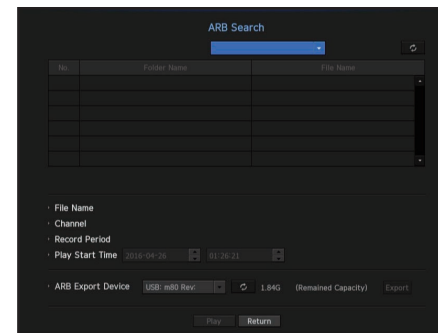 ARB Search
No. Folder Name File Name
· File Name
· Channel
· Record Period
· Play Start Time 2016-04-26 01:26:21
· ARB Export Device USB: m80 Rev: 1.84G (Remained Capacity) Export
Play Return